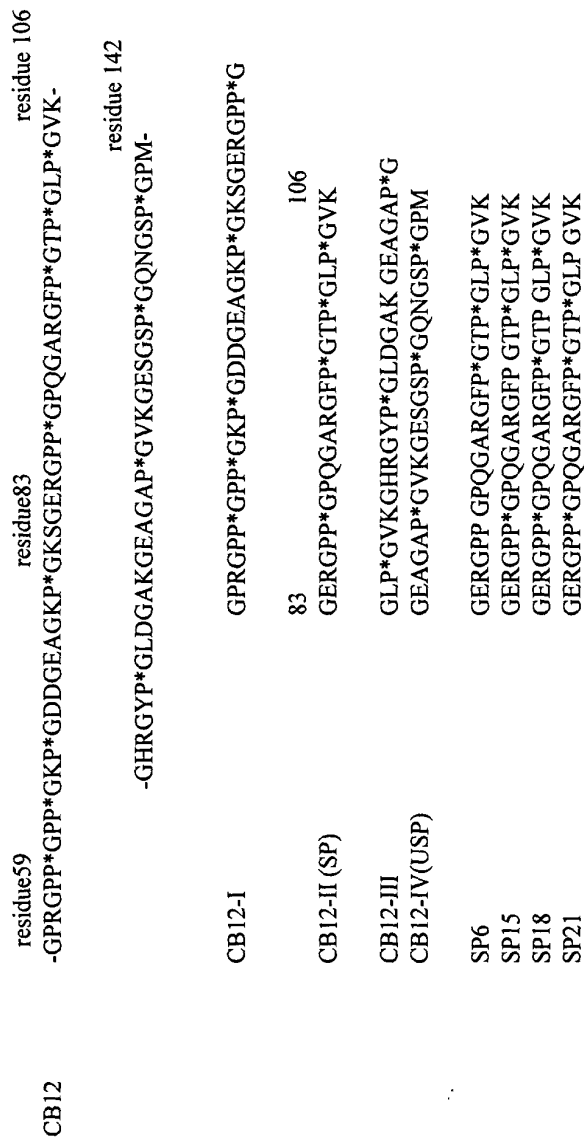 residue59 residue83 residue 106
CB12 -GPRGPP*GPP*GKP*GDDGEAGKP*GKSGERGPP*GPQGARGFP*GTP*GLP*GVK-
residue 142
-GHRGYP*GLDGAKGEAGAP*GVKGESGSP*GQNGSP*GPM-
CB12-I GPRGPP*GPP*GKP*GDDGEAGKP*GKSGERGPP*G
83 106
CB12-II (SP) GERGPP*GPQGARGFP*GTP*GLP*GVK
CB12-III GLP*GVKGHRGYP*GLDGAK GEAGAP*G
CB12-IV(USP) GEAGAP*GVKGESGSP*GQNGSP*GPM
SP6 GERGPP GPQGARGFP*GTP*GLP*GVK
SP15 GERGPP*GPQGARGFP GTP*GLP*GVK
SP18 GERGPP*GPQGARGFP*GTP GLP*GVK
SP21 GERGPP*GPQGARGFP*GTP*GLP GVK